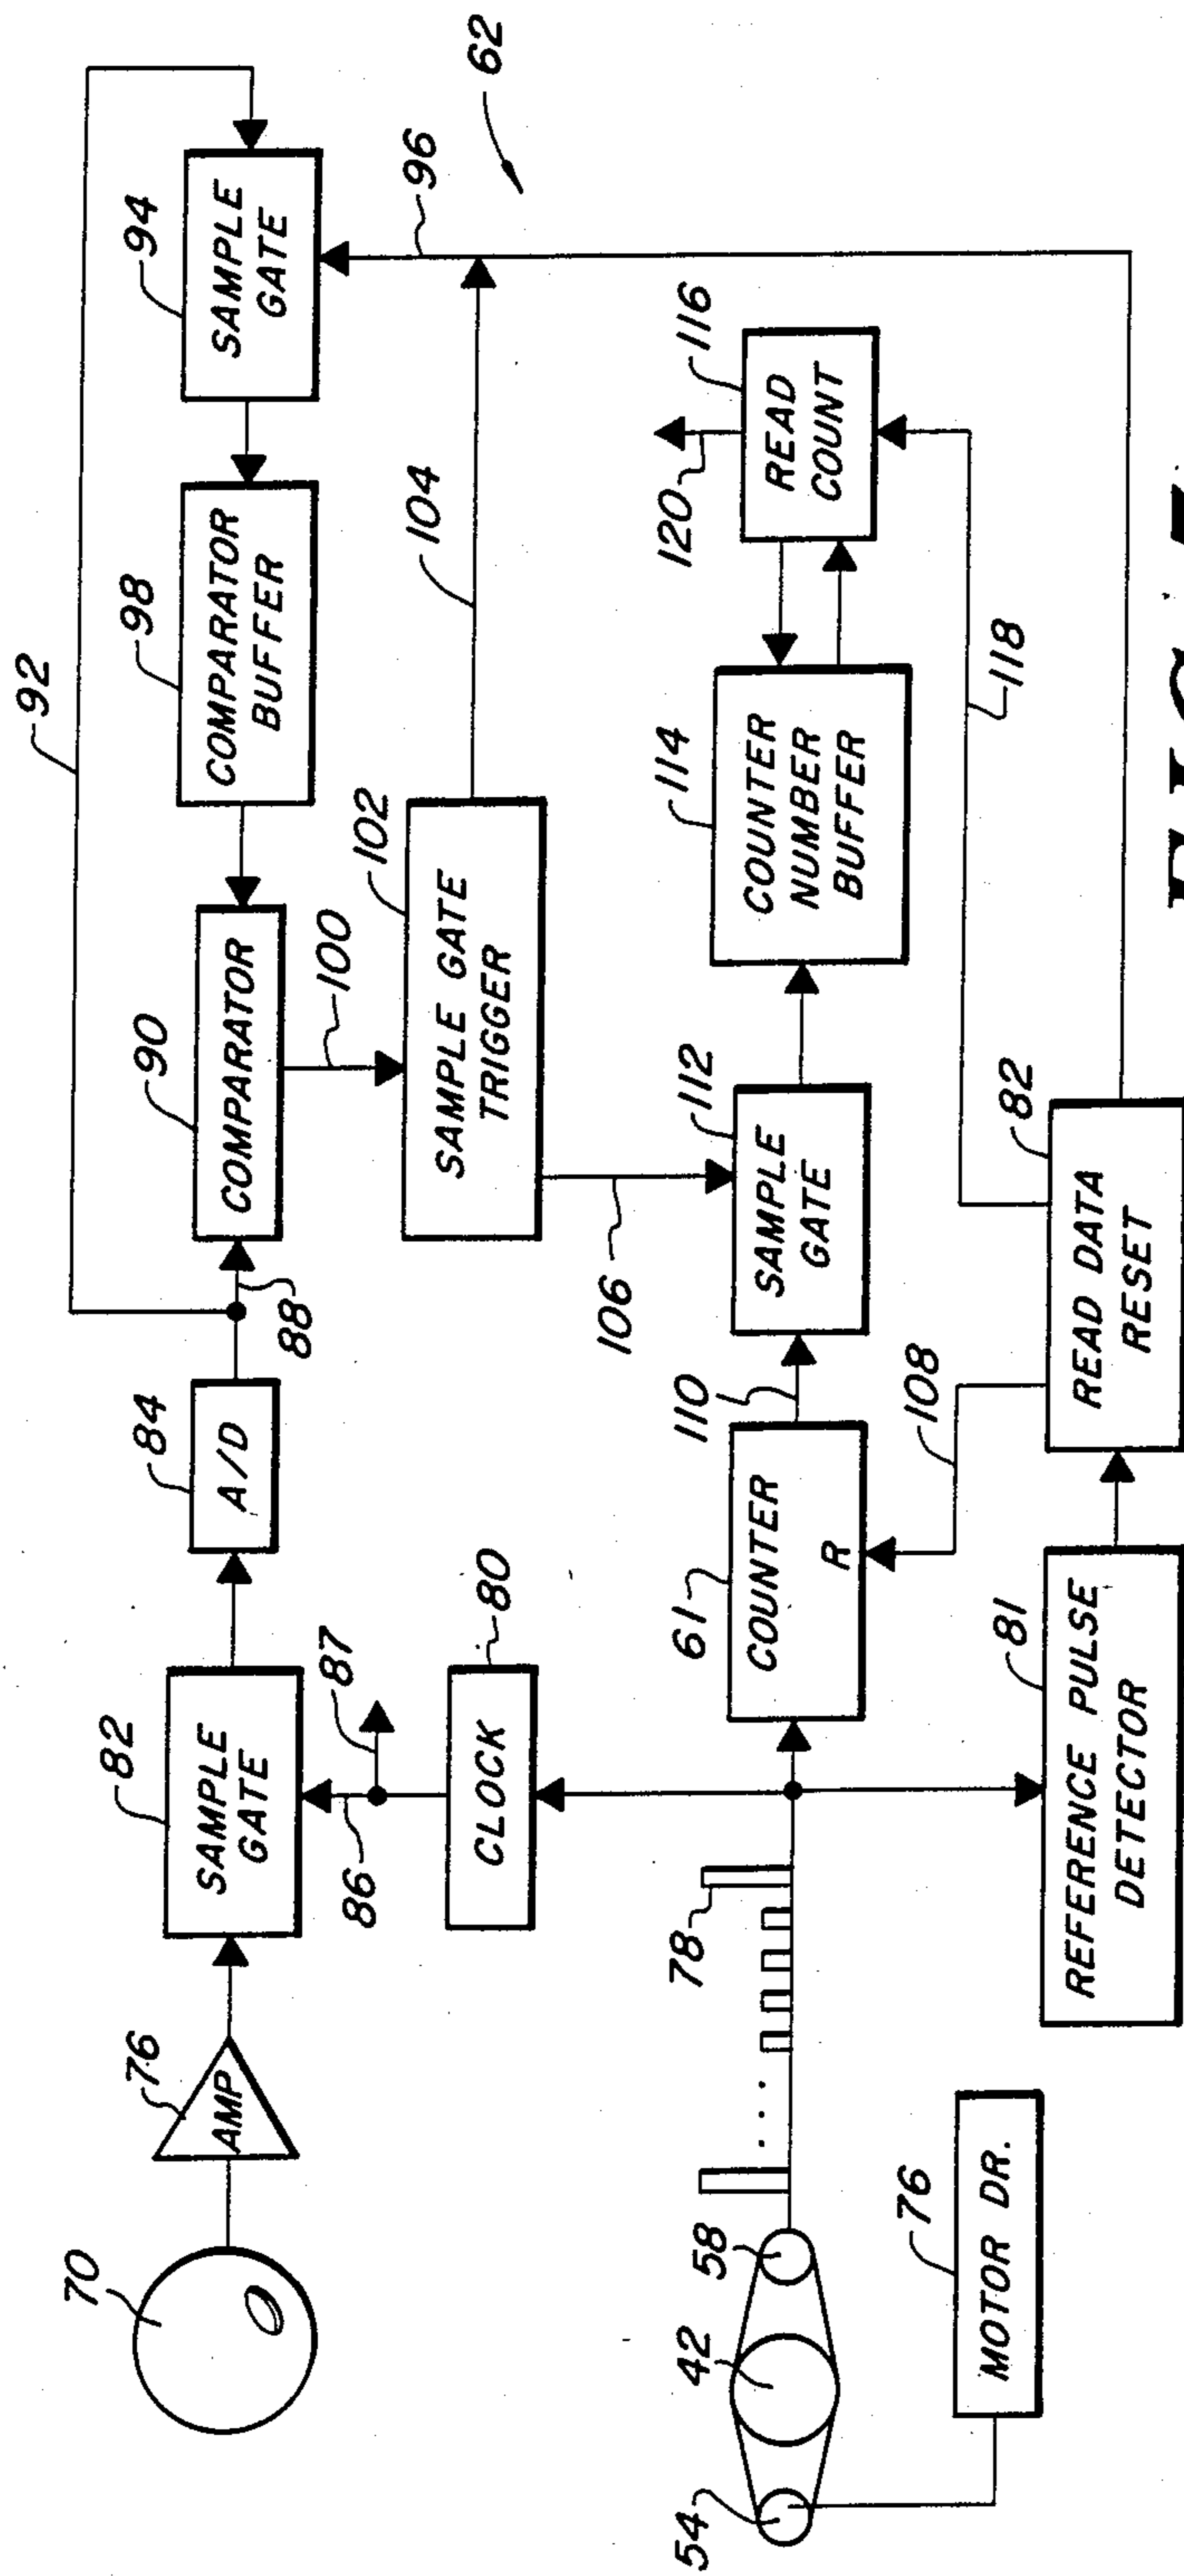 62
92
94
SAMPLE
GATE
96
98
COMPARATOR
BUFFER
90
COMPARATOR
100
102
SAMPLE GATE
TRIGGER
104
106
84
A/D
88
82
SAMPLE
GATE
86
87
80
CLOCK
76
AMP
70
116
READ
COUNT
120
118
114
COUNTER
NUMBER
BUFFER
112
SAMPLE
GATE
110
61
COUNTER
R
108
82
READ DATA
RESET
81
REFERENCE PULSE
DETECTOR
78
. . .
58
42
54
76
MOTOR DR.